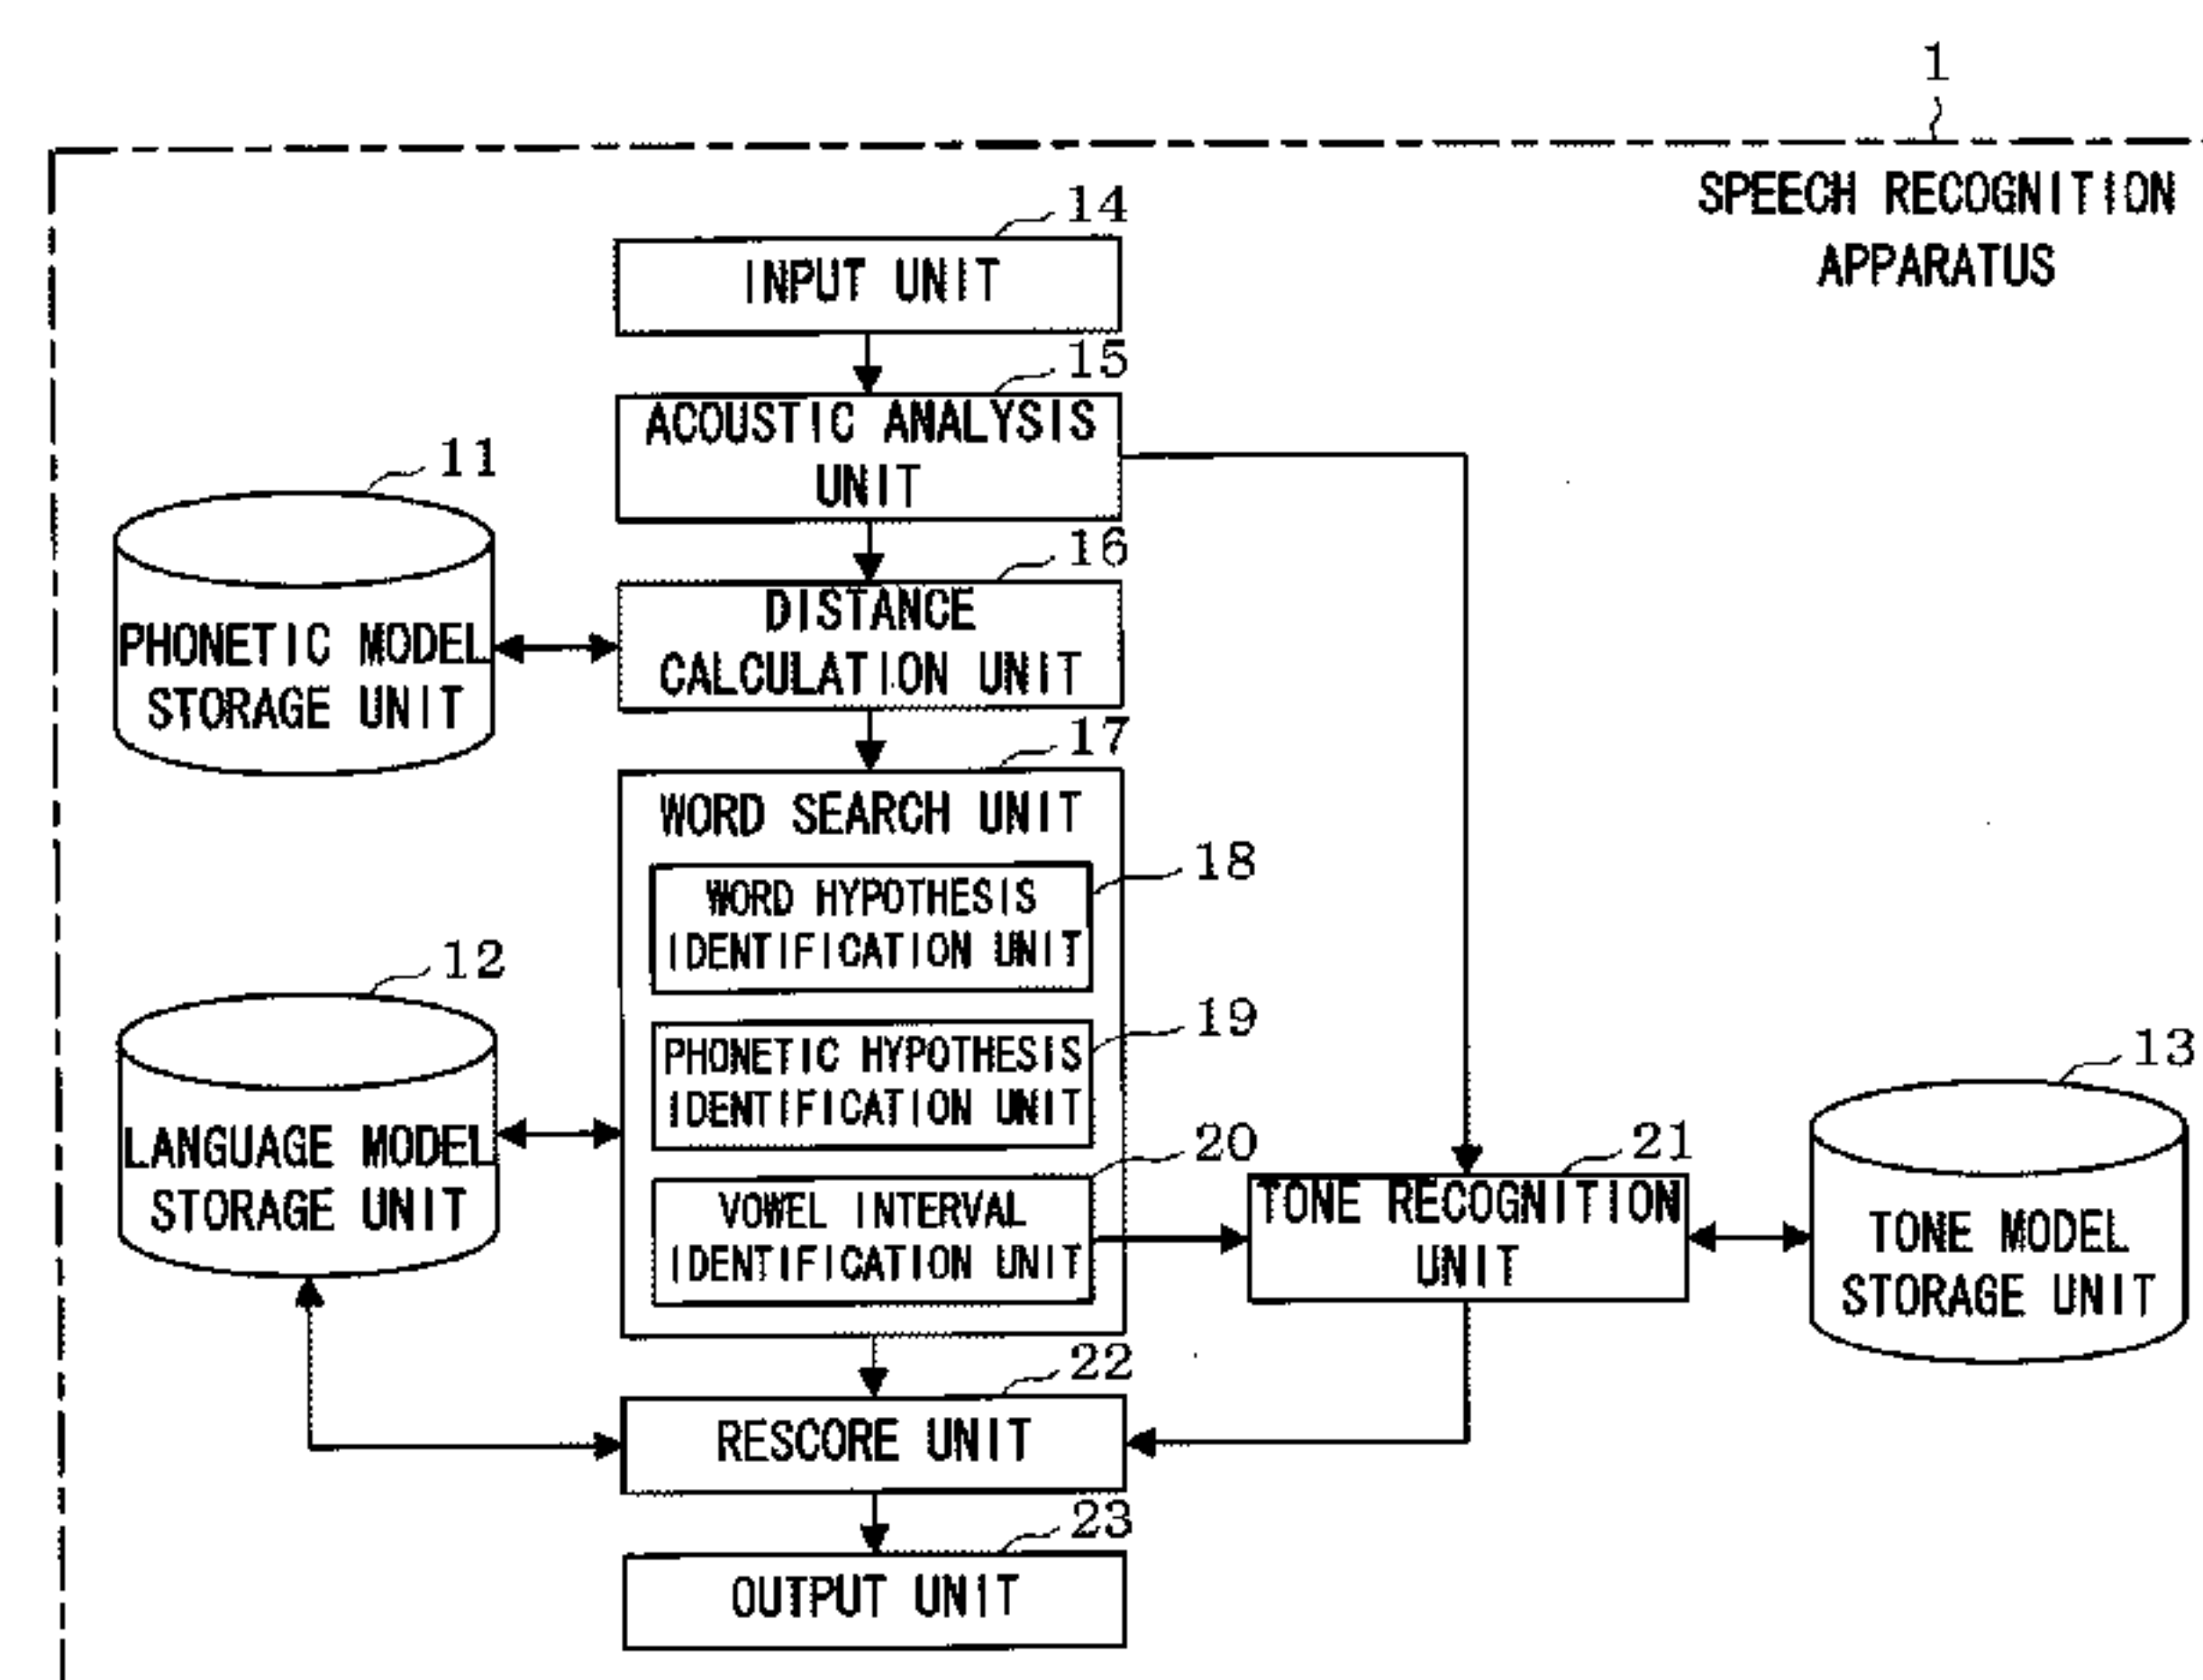 1
SPEECH RECOGNITION
APPARATUS
14
INPUT UNIT
15
ACOUSTIC ANALYSIS
UNIT
11
PHONETIC MODEL
STORAGE UNIT
16
DISTANCE
CALCULATION UNIT
17
WORD SEARCH UNIT
18
WORD HYPOTHESIS
IDENTIFICATION UNIT
19
PHONETIC HYPOTHESIS
IDENTIFICATION UNIT
12
LANGUAGE MODEL
STORAGE UNIT
20
VOWEL INTERVAL
IDENTIFICATION UNIT
21
TONE RECOGNITION
UNIT
13
TONE MODEL
STORAGE UNIT
22
RESCORE UNIT
23
OUTPUT UNIT